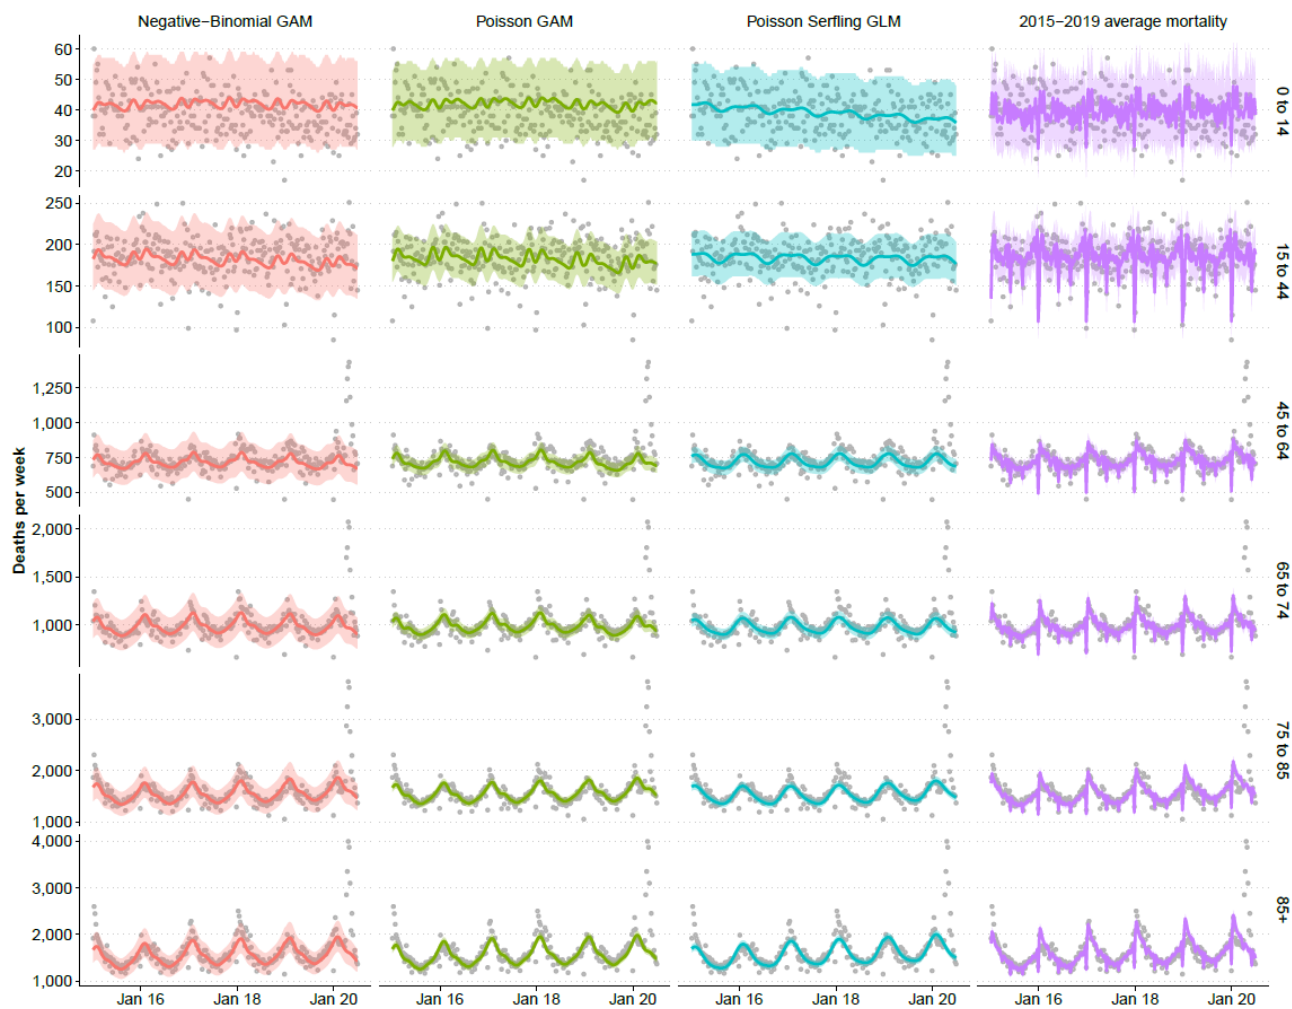 Negative-Binomial GAM
Poisson GAM
Poisson Serfling GLM
2015-2019 average mortality
60
50
40
30
20
0 to 14
250
200
150
100
15 to 44
1,250
1,000
750
500
45 to 64
Deaths per week
2,000
1,500
1,000
65 to 74
3,000
2,000
1,000
75 to 85
4,000
3,000
2,000
1,000
85+
Jan 16
Jan 18
Jan 20
Jan 16
Jan 18
Jan 20
Jan 16
Jan 18
Jan 20
Jan 16
Jan 18
Jan 20